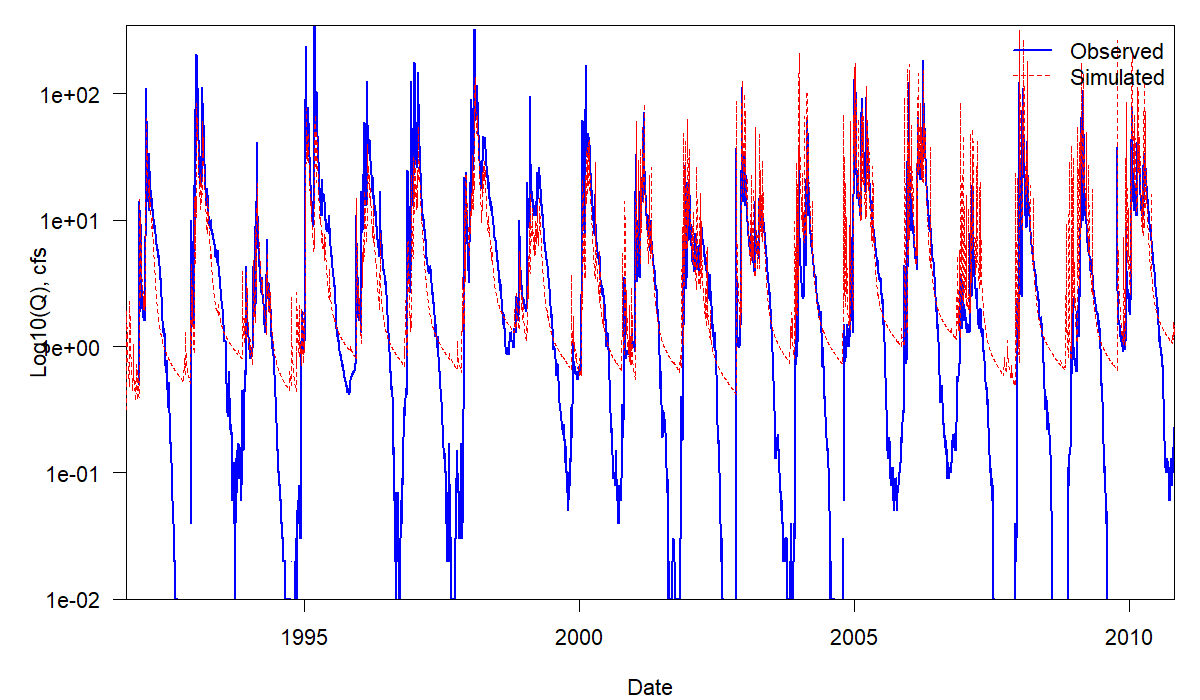 Observed
Simulated
1e+02
1e+01
1e+00
1e-01
1e-02
Log10(Q), cfs
1995
2000
2005
2010
Date